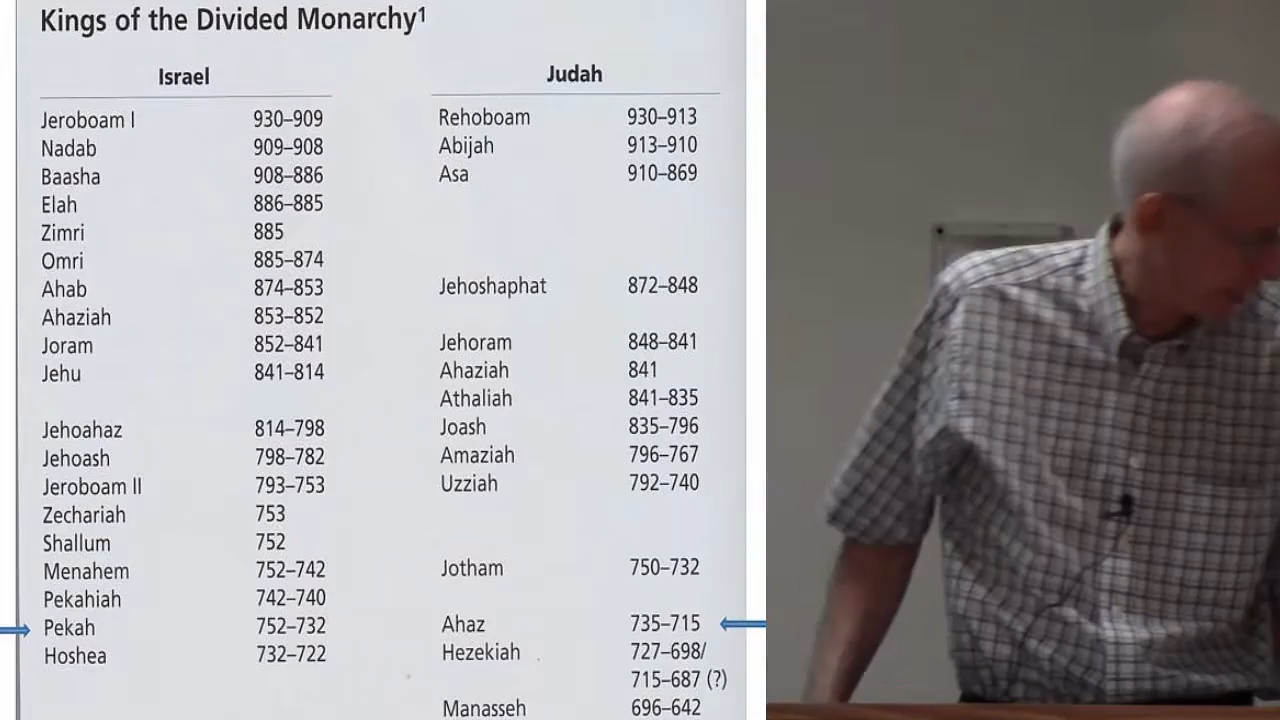 Kings of the Divided Monarchy¹
Israel Judah
Jeroboam I 930–909 Rehoboam 930–913
Nadab 909–908 Abijah 913–910
Baasha 908–886 Asa 910–869
Elah 886–885
Zimri 885
Omri 885–874
Ahab 874–853 Jehoshaphat 872–848
Ahaziah 853–852
Joram 852–841 Jehoram 848–841
Jehu 841–814 Ahaziah 841
Athaliah 841–835
Jehoahaz 814–798 Joash 835–796
Jehoash 798–782 Amaziah 796–767
Jeroboam II 793–753 Uzziah 792–740
Zechariah 753
Shallum 752
Menahem 752–742 Jotham 750–732
Pekahiah 742–740
Pekah 752–732 Ahaz 735–715
Hoshea 732–722 Hezekiah 727–698/
715–687 (?)
Manasseh 696–642